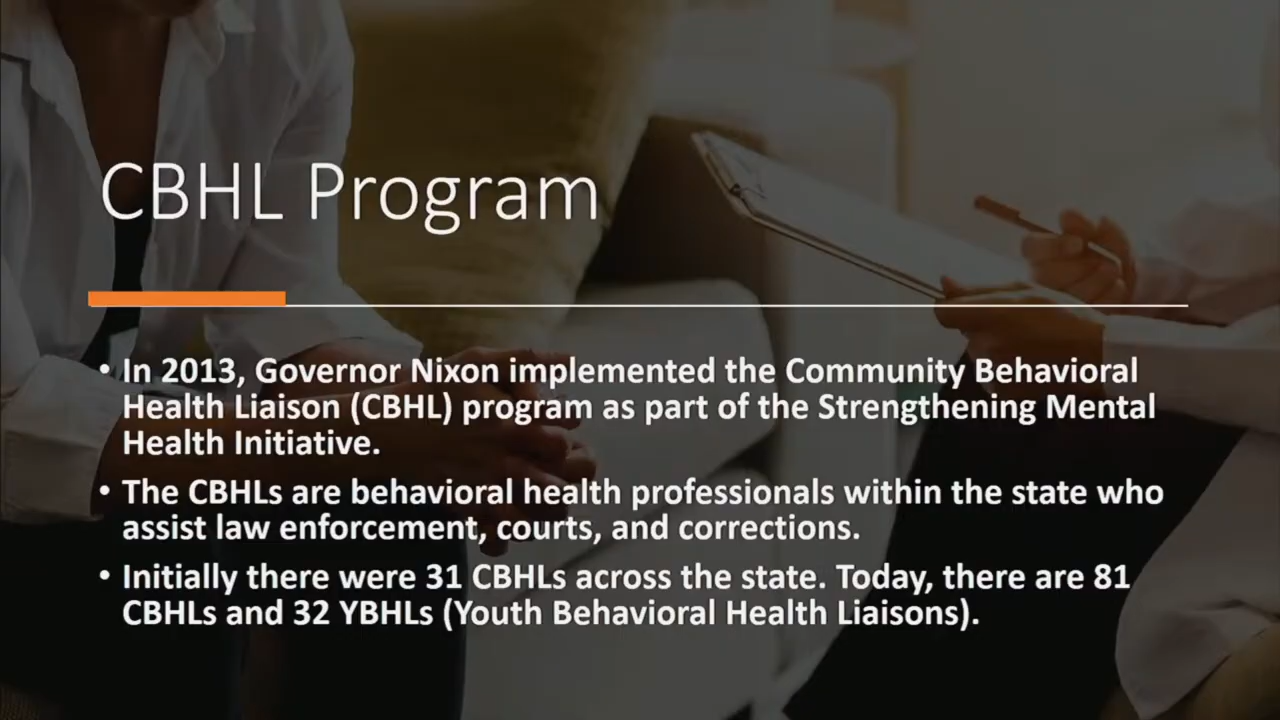 CBHL Program
• In 2013, Governor Nixon implemented the Community Behavioral
Health Liaison (CBHL) program as part of the Strengthening Mental
Health Initiative.
• The CBHLs are behavioral health professionals within the state who
assist law enforcement, courts, and corrections.
• Initially there were 31 CBHLs across the state. Today, there are 81
CBHLs and 32 YBHLs (Youth Behavioral Health Liaisons).